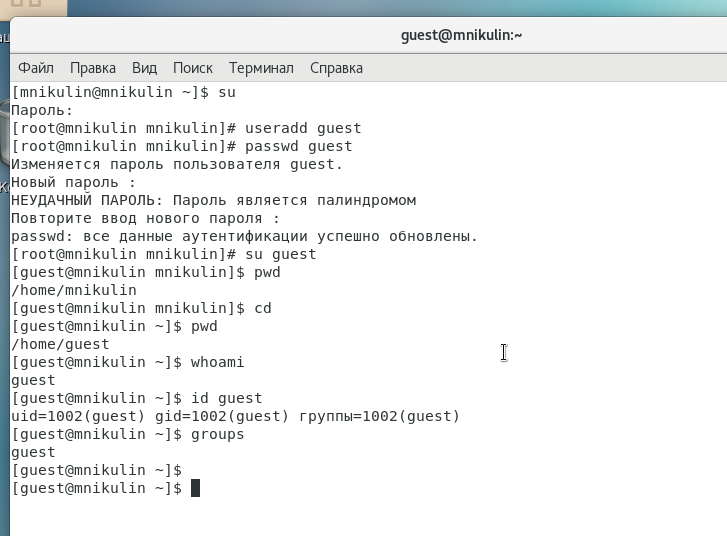 guest@mnikulin:~
Файл Правка Вид Поиск Терминал Справка
[mnikulin@mnikulin ~]$ su
Пароль:
[root@mnikulin mnikulin]# useradd guest
[root@mnikulin mnikulin]# passwd guest
Изменяется пароль пользователя guest.
Новый пароль :
НЕУДАЧНЫЙ ПАРОЛЬ: Пароль является палиндромом
Повторите ввод нового пароля :
passwd: все данные аутентификации успешно обновлены.
[root@mnikulin mnikulin]# su guest
[guest@mnikulin mnikulin]$ pwd
/home/mnikulin
[guest@mnikulin mnikulin]$ cd
[guest@mnikulin ~]$ pwd
/home/guest
[guest@mnikulin ~]$ whoami
guest
[guest@mnikulin ~]$ id guest
uid=1002(guest) gid=1002(guest) группы=1002(guest)
[guest@mnikulin ~]$ groups
guest
[guest@mnikulin ~]$
[guest@mnikulin ~]$